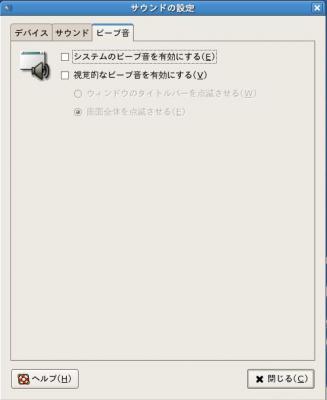 サウンドの設定
デバイス サウンド ビープ音
システムのビープ音を有効にする(E)
視覚的なビープ音を有効にする(V)
ウィンドウのタイトルバーを点滅させる(W)
画面全体を点滅させる(E)
ヘルプ(H) 閉じる(C)